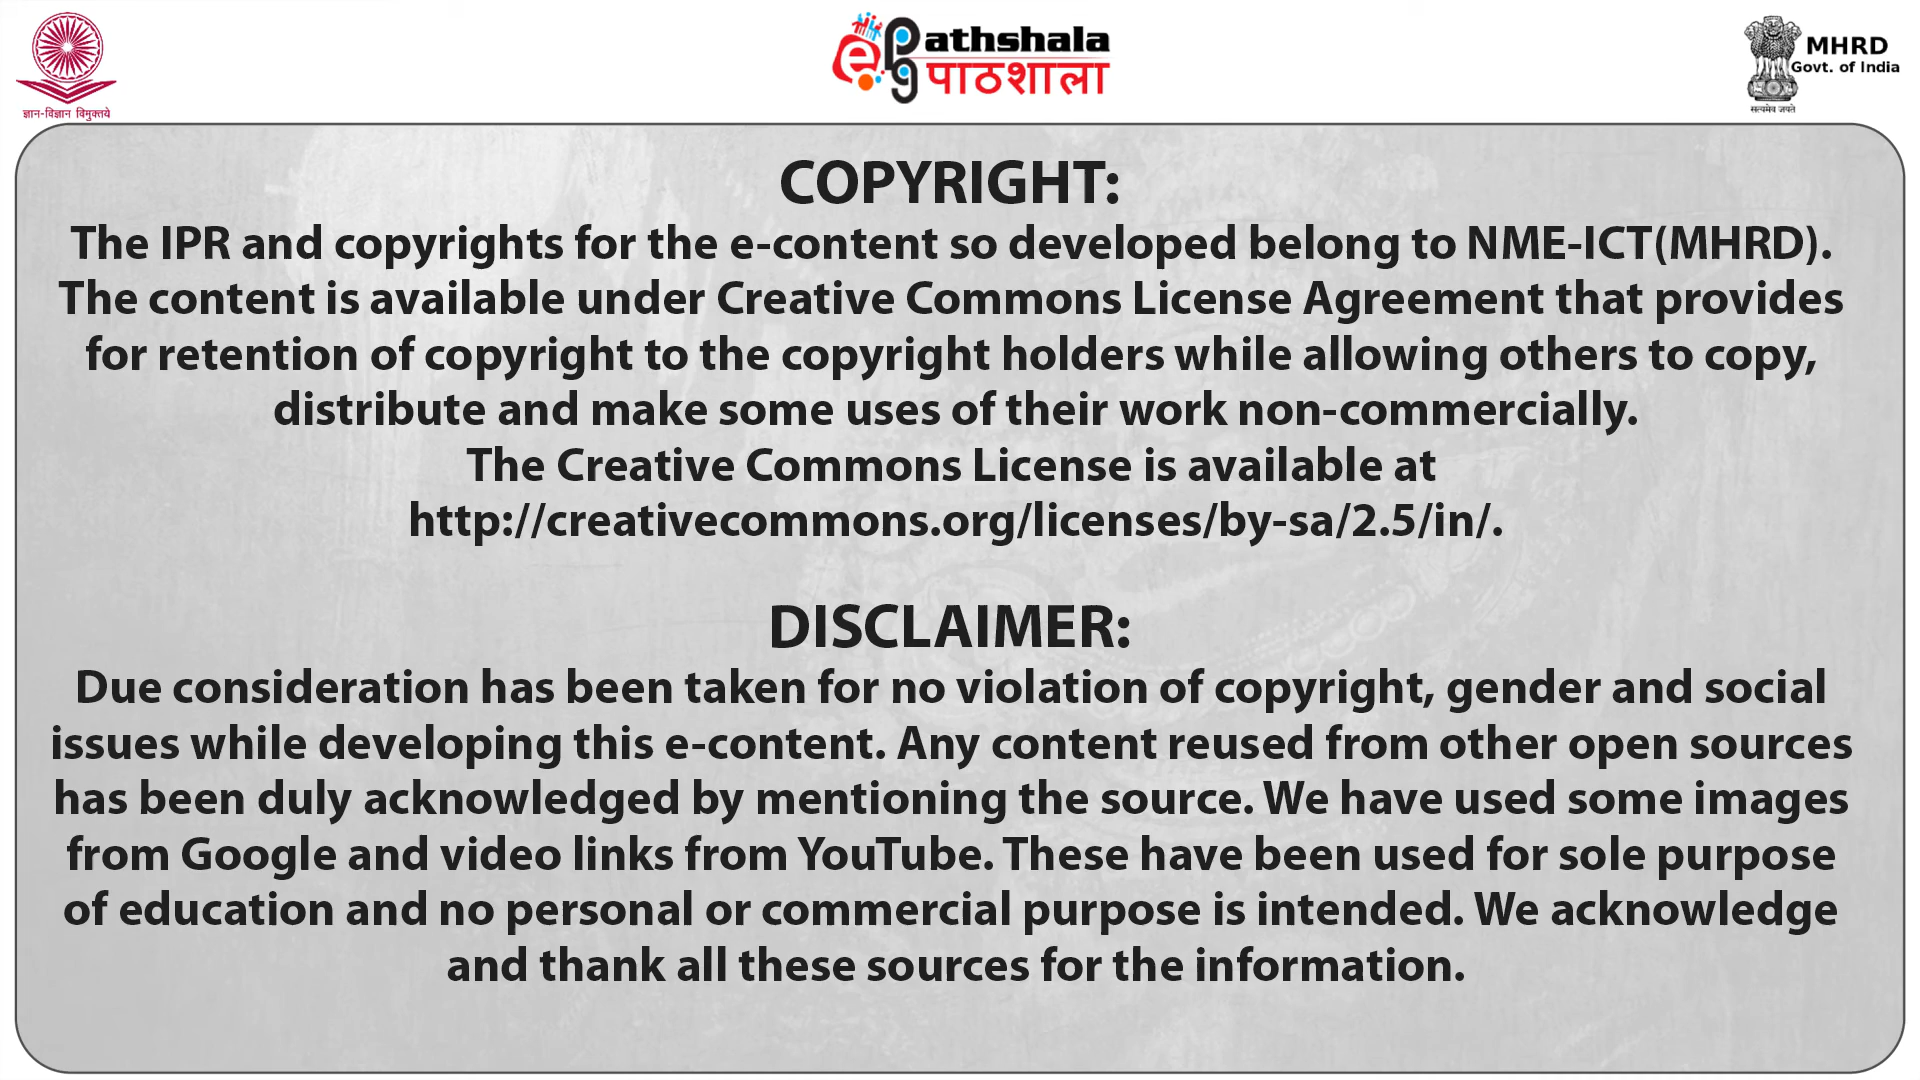 ज्ञान-विज्ञान विमुक्तये
ePathshala
पाठशाला
pg
MHRD
Govt. of India
सत्यमेव जयते
COPYRIGHT:
The IPR and copyrights for the e-content so developed belong to NME-ICT(MHRD).
The content is available under Creative Commons License Agreement that provides
for retention of copyright to the copyright holders while allowing others to copy,
distribute and make some uses of their work non-commercially.
The Creative Commons License is available at
http://creativecommons.org/licenses/by-sa/2.5/in/.
DISCLAIMER:
Due consideration has been taken for no violation of copyright, gender and social
issues while developing this e-content. Any content reused from other open sources
has been duly acknowledged by mentioning the source. We have used some images
from Google and video links from YouTube. These have been used for sole purpose
of education and no personal or commercial purpose is intended. We acknowledge
and thank all these sources for the information.